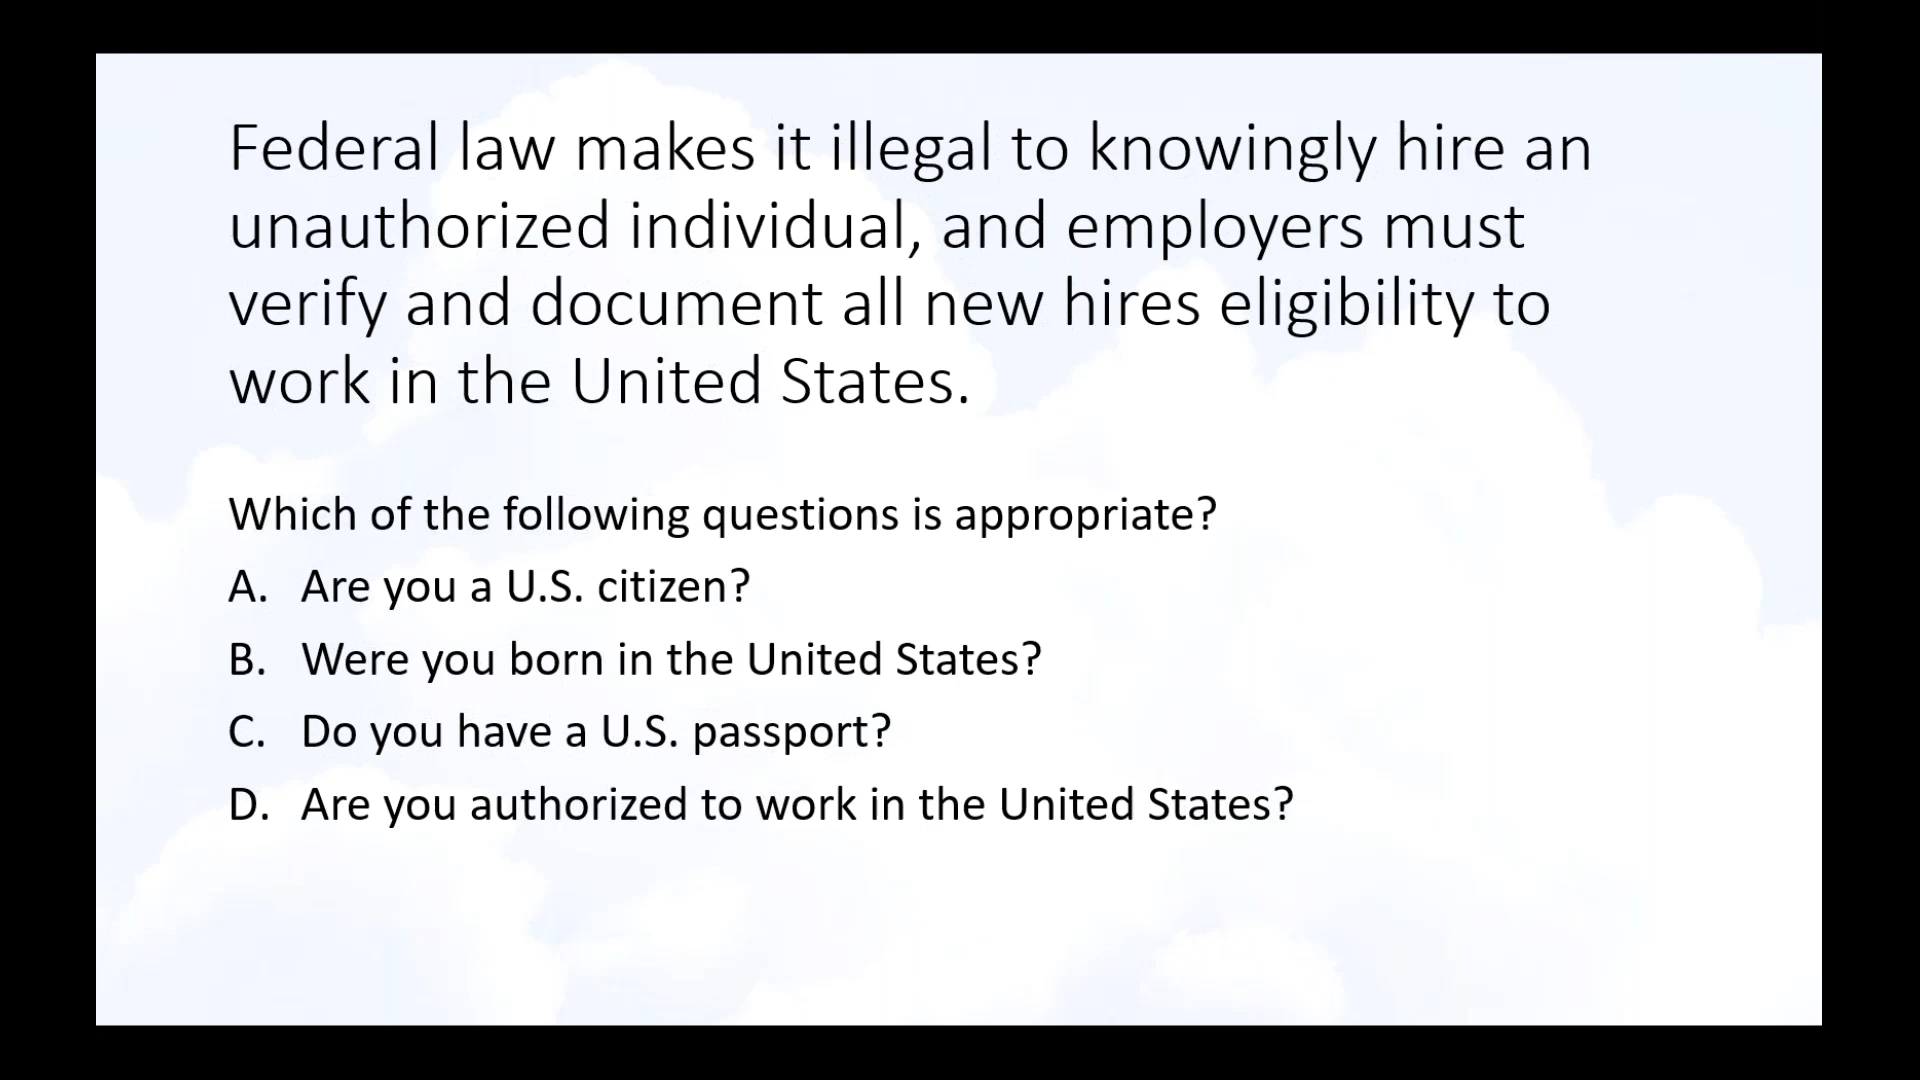 Federal law makes it illegal to knowingly hire an
unauthorized individual, and employers must
verify and document all new hires eligibility to
work in the United States.
Which of the following questions is appropriate?
A. Are you a U.S. citizen?
B. Were you born in the United States?
C. Do you have a U.S. passport?
D. Are you authorized to work in the United States?